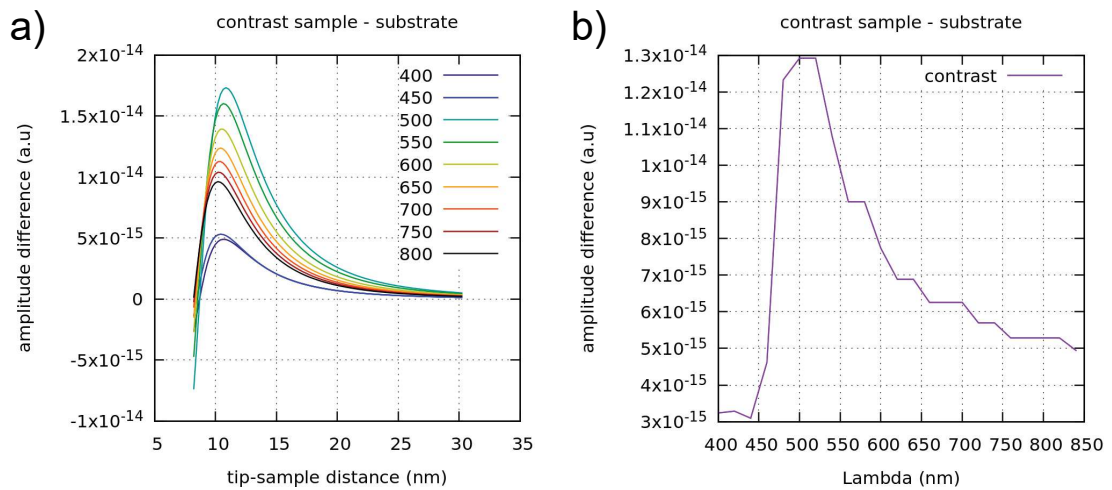 a)
contrast sample - substrate
2x10-14
1.5x10-14
1x10-14
5x10-15
0
-5x10-15
-1x10-14
amplitude difference (a.u)
400
450
500
550
600
650
700
750
800
5 10 15 20 25 30 35
tip-sample distance (nm)
b)
contrast sample - substrate
1.3x10-14
1.2x10-14
1.1x10-14
1x10-14
9x10-15
9x10-15
7x10-15
6x10-15
5x10-15
4x10-15
3x10-15
amplitude difference (a.u)
contrast
400 450 500 550 600 650 700 750 800 850
Lambda (nm)